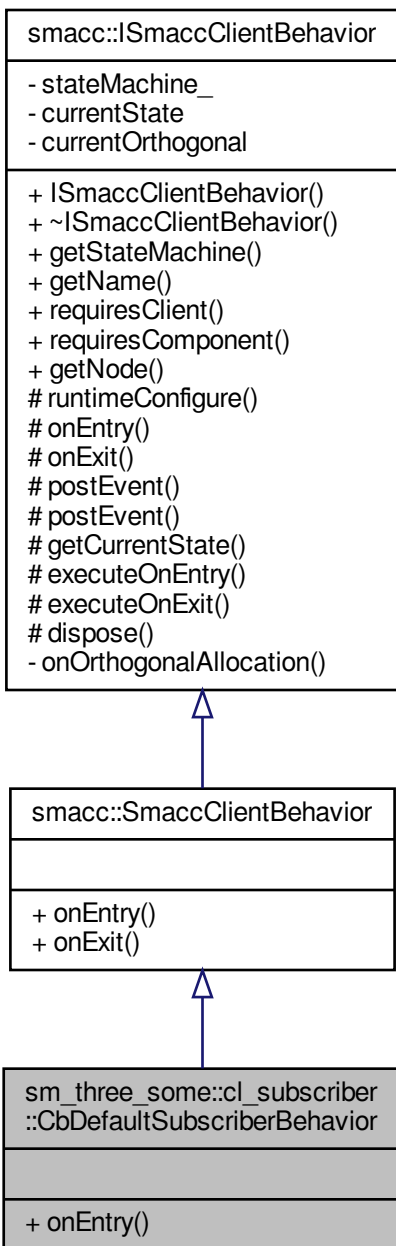 smacc::ISmaccClientBehavior
- stateMachine_
- currentState
- currentOrthogonal
+ ISmaccClientBehavior()
+ ~ISmaccClientBehavior()
+ getStateMachine()
+ getName()
+ requiresClient()
+ requiresComponent()
+ getNode()
# runtimeConfigure()
# onEntry()
# onExit()
# postEvent()
# postEvent()
# getCurrentState()
# executeOnEntry()
# executeOnExit()
# dispose()
- onOrthogonalAllocation()
smacc::SmaccClientBehavior
+ onEntry()
+ onExit()
sm_three_some::cl_subscriber
::CbDefaultSubscriberBehavior
+ onEntry()